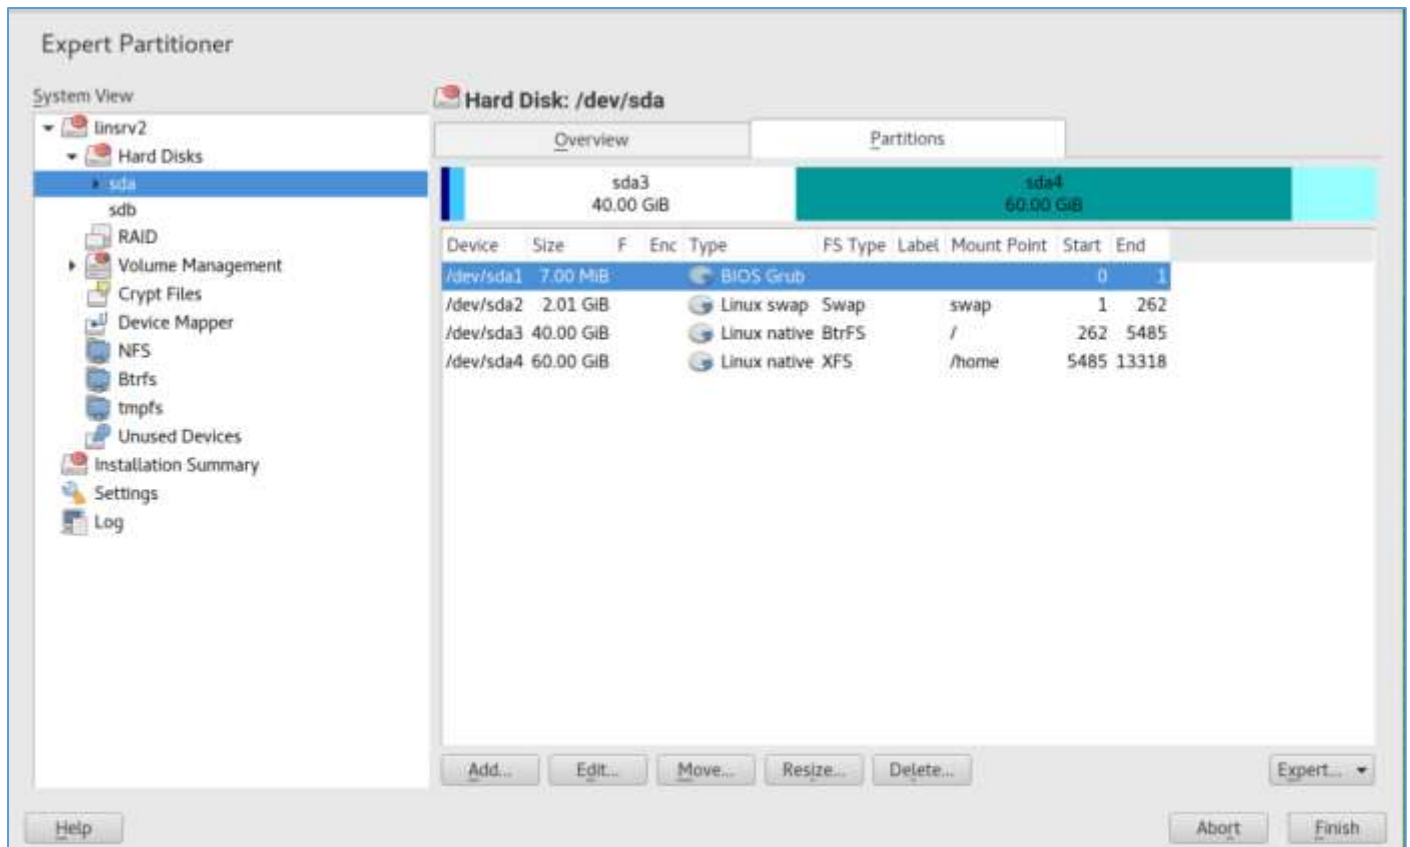 Expert Partitioner
System View
linsrv2
Hard Disks
sda
sdb
RAID
Volume Management
Crypt Files
Device Mapper
NFS
Btrfs
tmpfs
Unused Devices
Installation Summary
Settings
Log
Hard Disk: /dev/sda
Overview Partitions
sda3 sda4
40.00 GiB 60.00 GiB
Device Size F Enc Type FS Type Label Mount Point Start End
/dev/sda1 7.00 MiB BIOS Grub 0 1
/dev/sda2 2.01 GiB Linux swap Swap swap 1 262
/dev/sda3 40.00 GiB Linux native BtrFS / 262 5485
/dev/sda4 60.00 GiB Linux native XFS /home 5485 13318
Add... Edit... Move... Resize... Delete... Expert...
Help Abort Finish